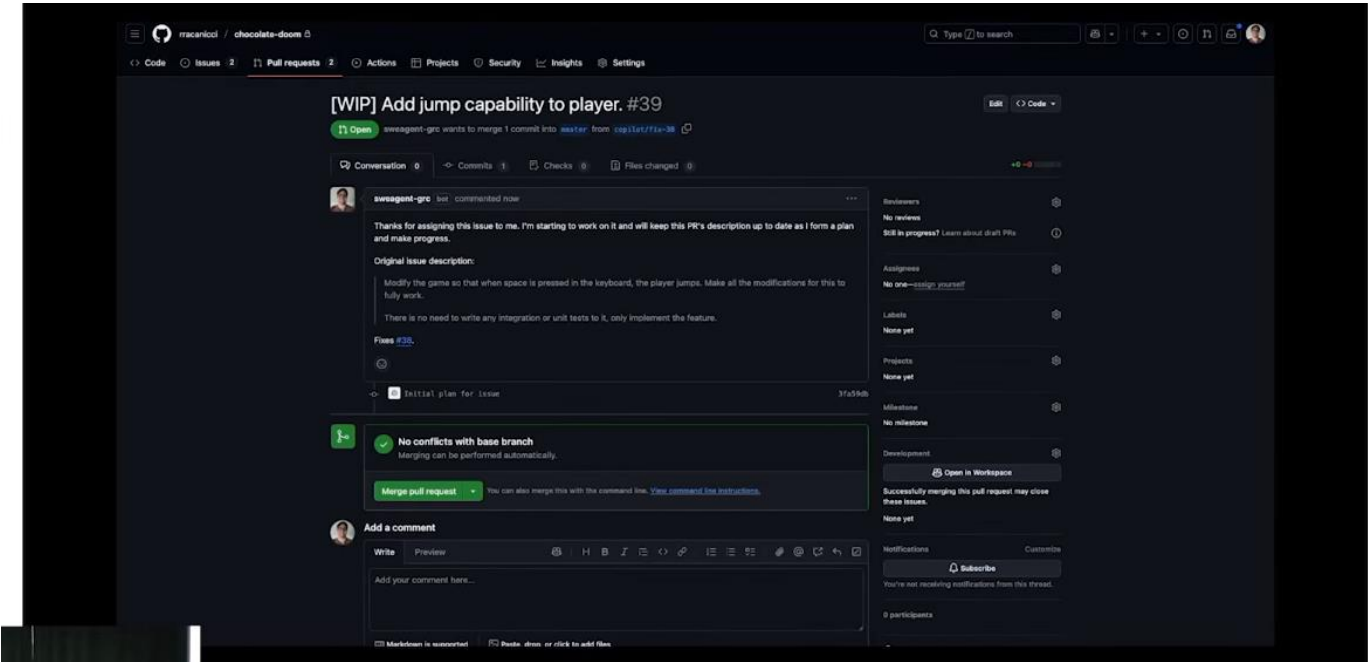 rracanicci / chocolate-doom
Type / to search
Code Issues 2 Pull requests 2 Actions Projects Security Insights Settings
[WIP] Add jump capability to player. #39
Edit Code
Open sweagent-grc wants to merge 1 commit into master from copilot/fix-38
Conversation 0 Commits 1 Checks 0 Files changed 0
+0 −0
sweagent-grc bot commented now
Thanks for assigning this issue to me. I'm starting to work on it and will keep this PR's description up to date as I form a plan
and make progress.
Original issue description:
Modify the game so that when space is pressed in the keyboard, the player jumps. Make all the modifications for this to
fully work.
There is no need to write any integration or unit tests to it, only implement the feature.
Fixes #38.
Initial plan for issue 3fa59db
No conflicts with base branch
Merging can be performed automatically.
Merge pull request You can also merge this with the command line. View command line instructions.
Add a comment
Write Preview
Add your comment here...
Markdown is supported Paste, drop, or click to add files
Reviewers
No reviews
Still in progress? Learn about draft PRs
Assignees
No one—assign yourself
Labels
None yet
Projects
None yet
Milestone
No milestone
Development
Open in Workspace
Successfully merging this pull request may close
these issues.
None yet
Notifications Customize
Subscribe
You're not receiving notifications from this thread.
0 participants